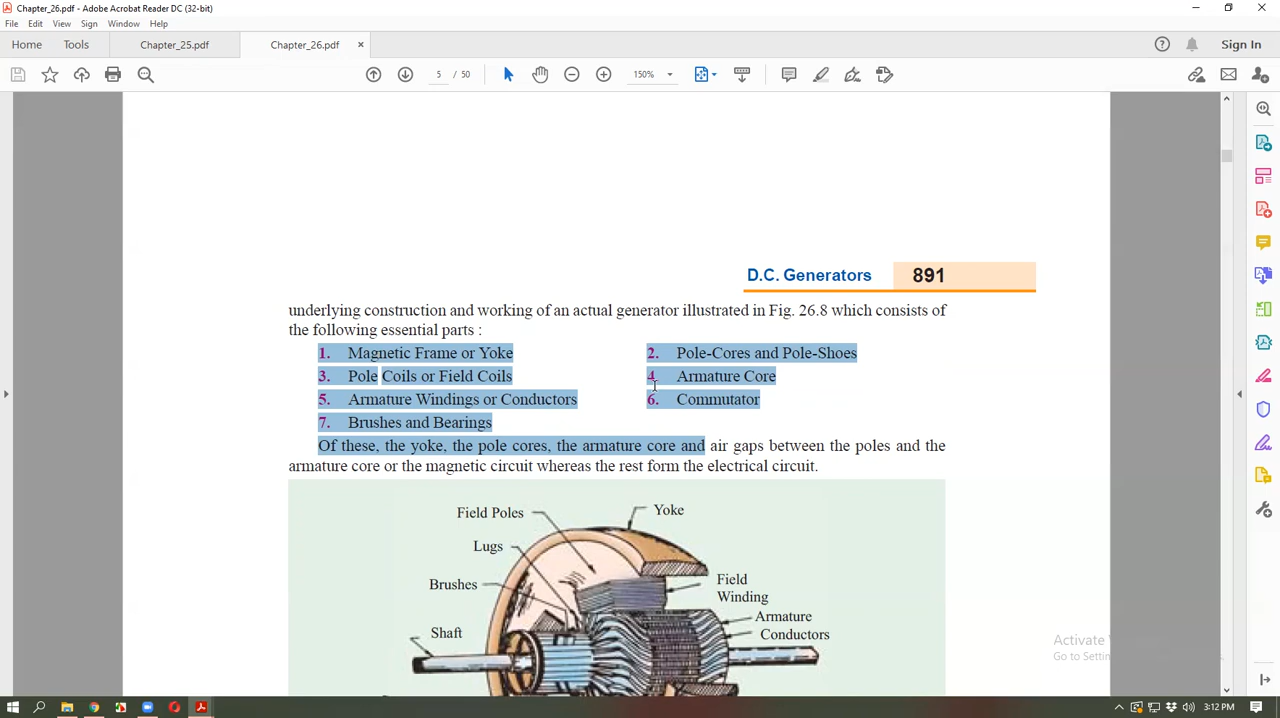 Chapter_26.pdf - Adobe Acrobat Reader DC (32-bit)
File Edit View Sign Window Help
Home Tools Chapter_25.pdf Chapter_26.pdf × Sign In
5 / 50 150%
D.C. Generators 891
underlying construction and working of an actual generator illustrated in Fig. 26.8 which consists of
the following essential parts :
1. Magnetic Frame or Yoke 2. Pole-Cores and Pole-Shoes
3. Pole Coils or Field Coils 4. Armature Core
5. Armature Windings or Conductors 6. Commutator
7. Brushes and Bearings
Of these, the yoke, the pole cores, the armature core and air gaps between the poles and the
armature core or the magnetic circuit whereas the rest form the electrical circuit.
Field Poles
Yoke
Lugs
Brushes
Field
Winding
Armature
Conductors
Shaft
Activate
Go to Settin
3:12 PM